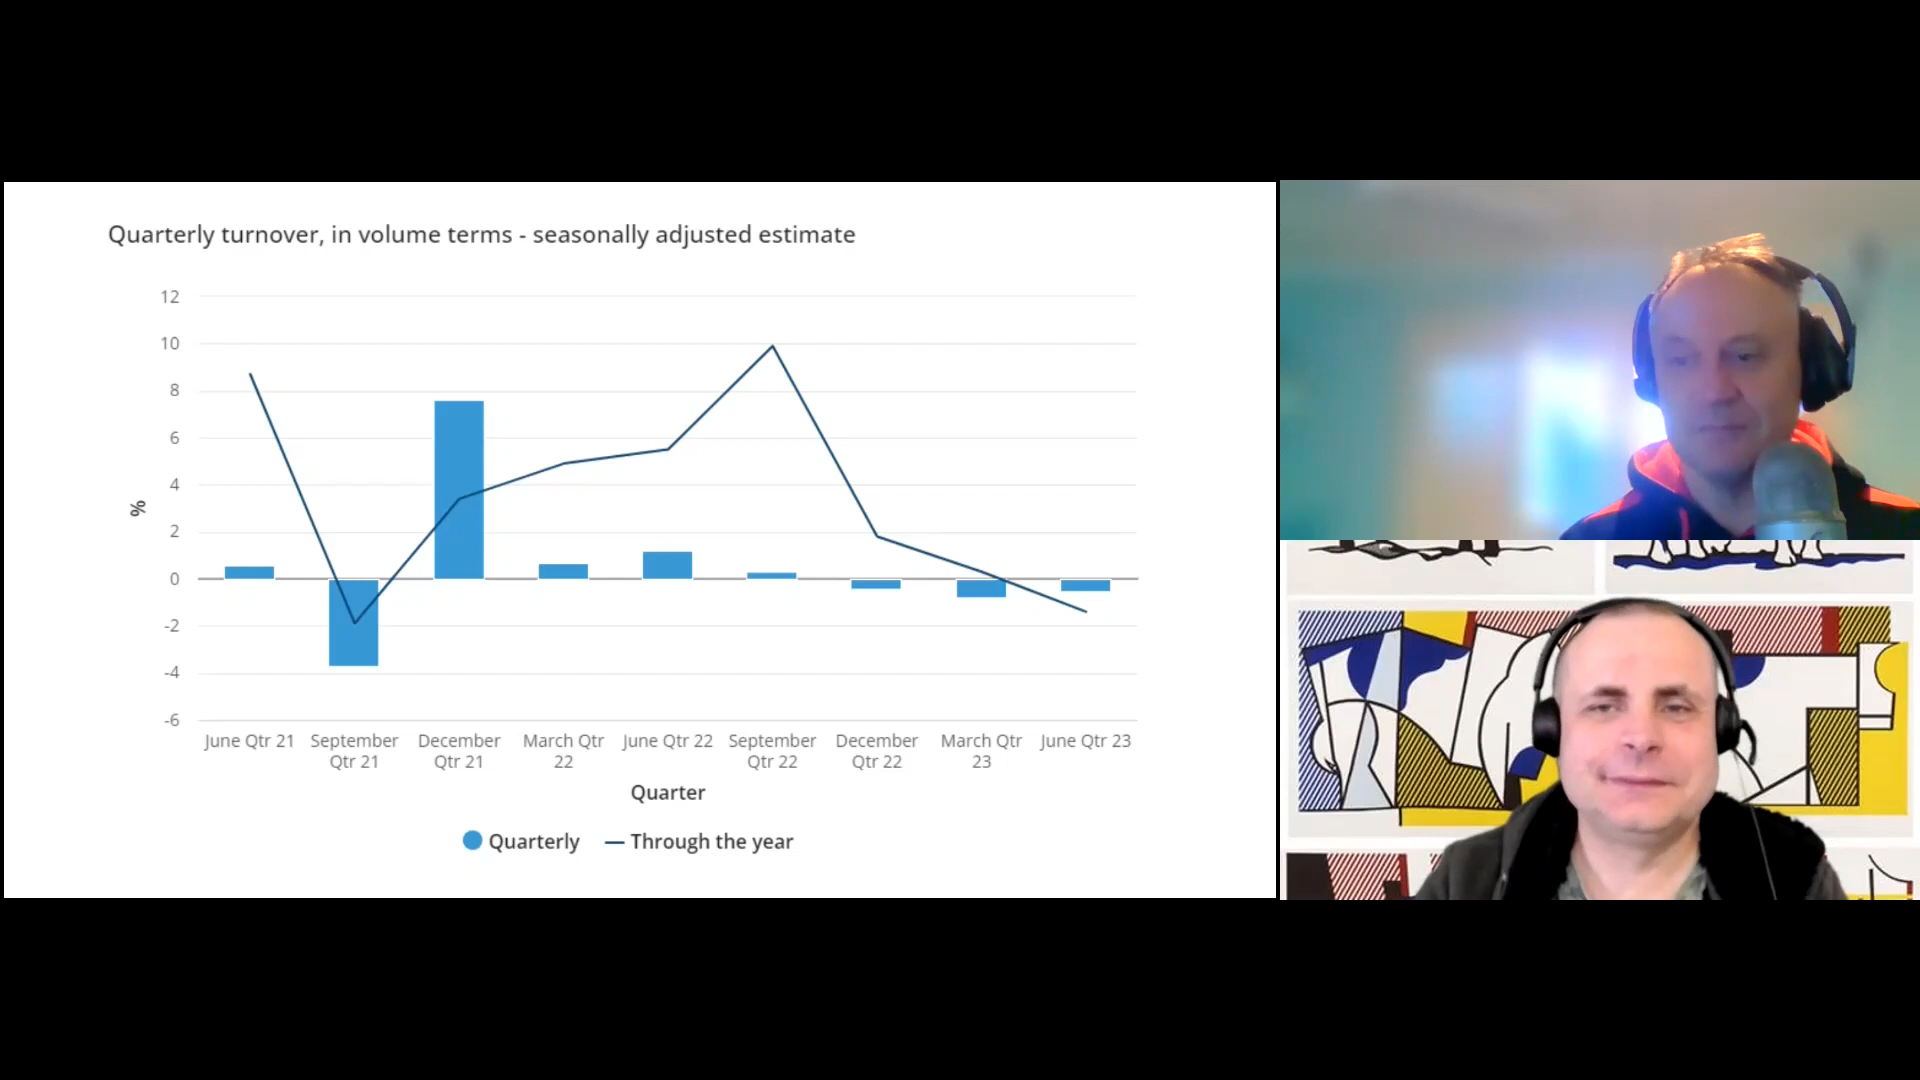 Quarterly turnover, in volume terms - seasonally adjusted estimate
12
10
8
6
4
2
0
-2
-4
-6
%
June Qtr 21
September
Qtr 21
December
Qtr 21
March Qtr
22
June Qtr 22
September
Qtr 22
December
Qtr 22
March Qtr
23
June Qtr 23
Quarter
Quarterly
Through the year